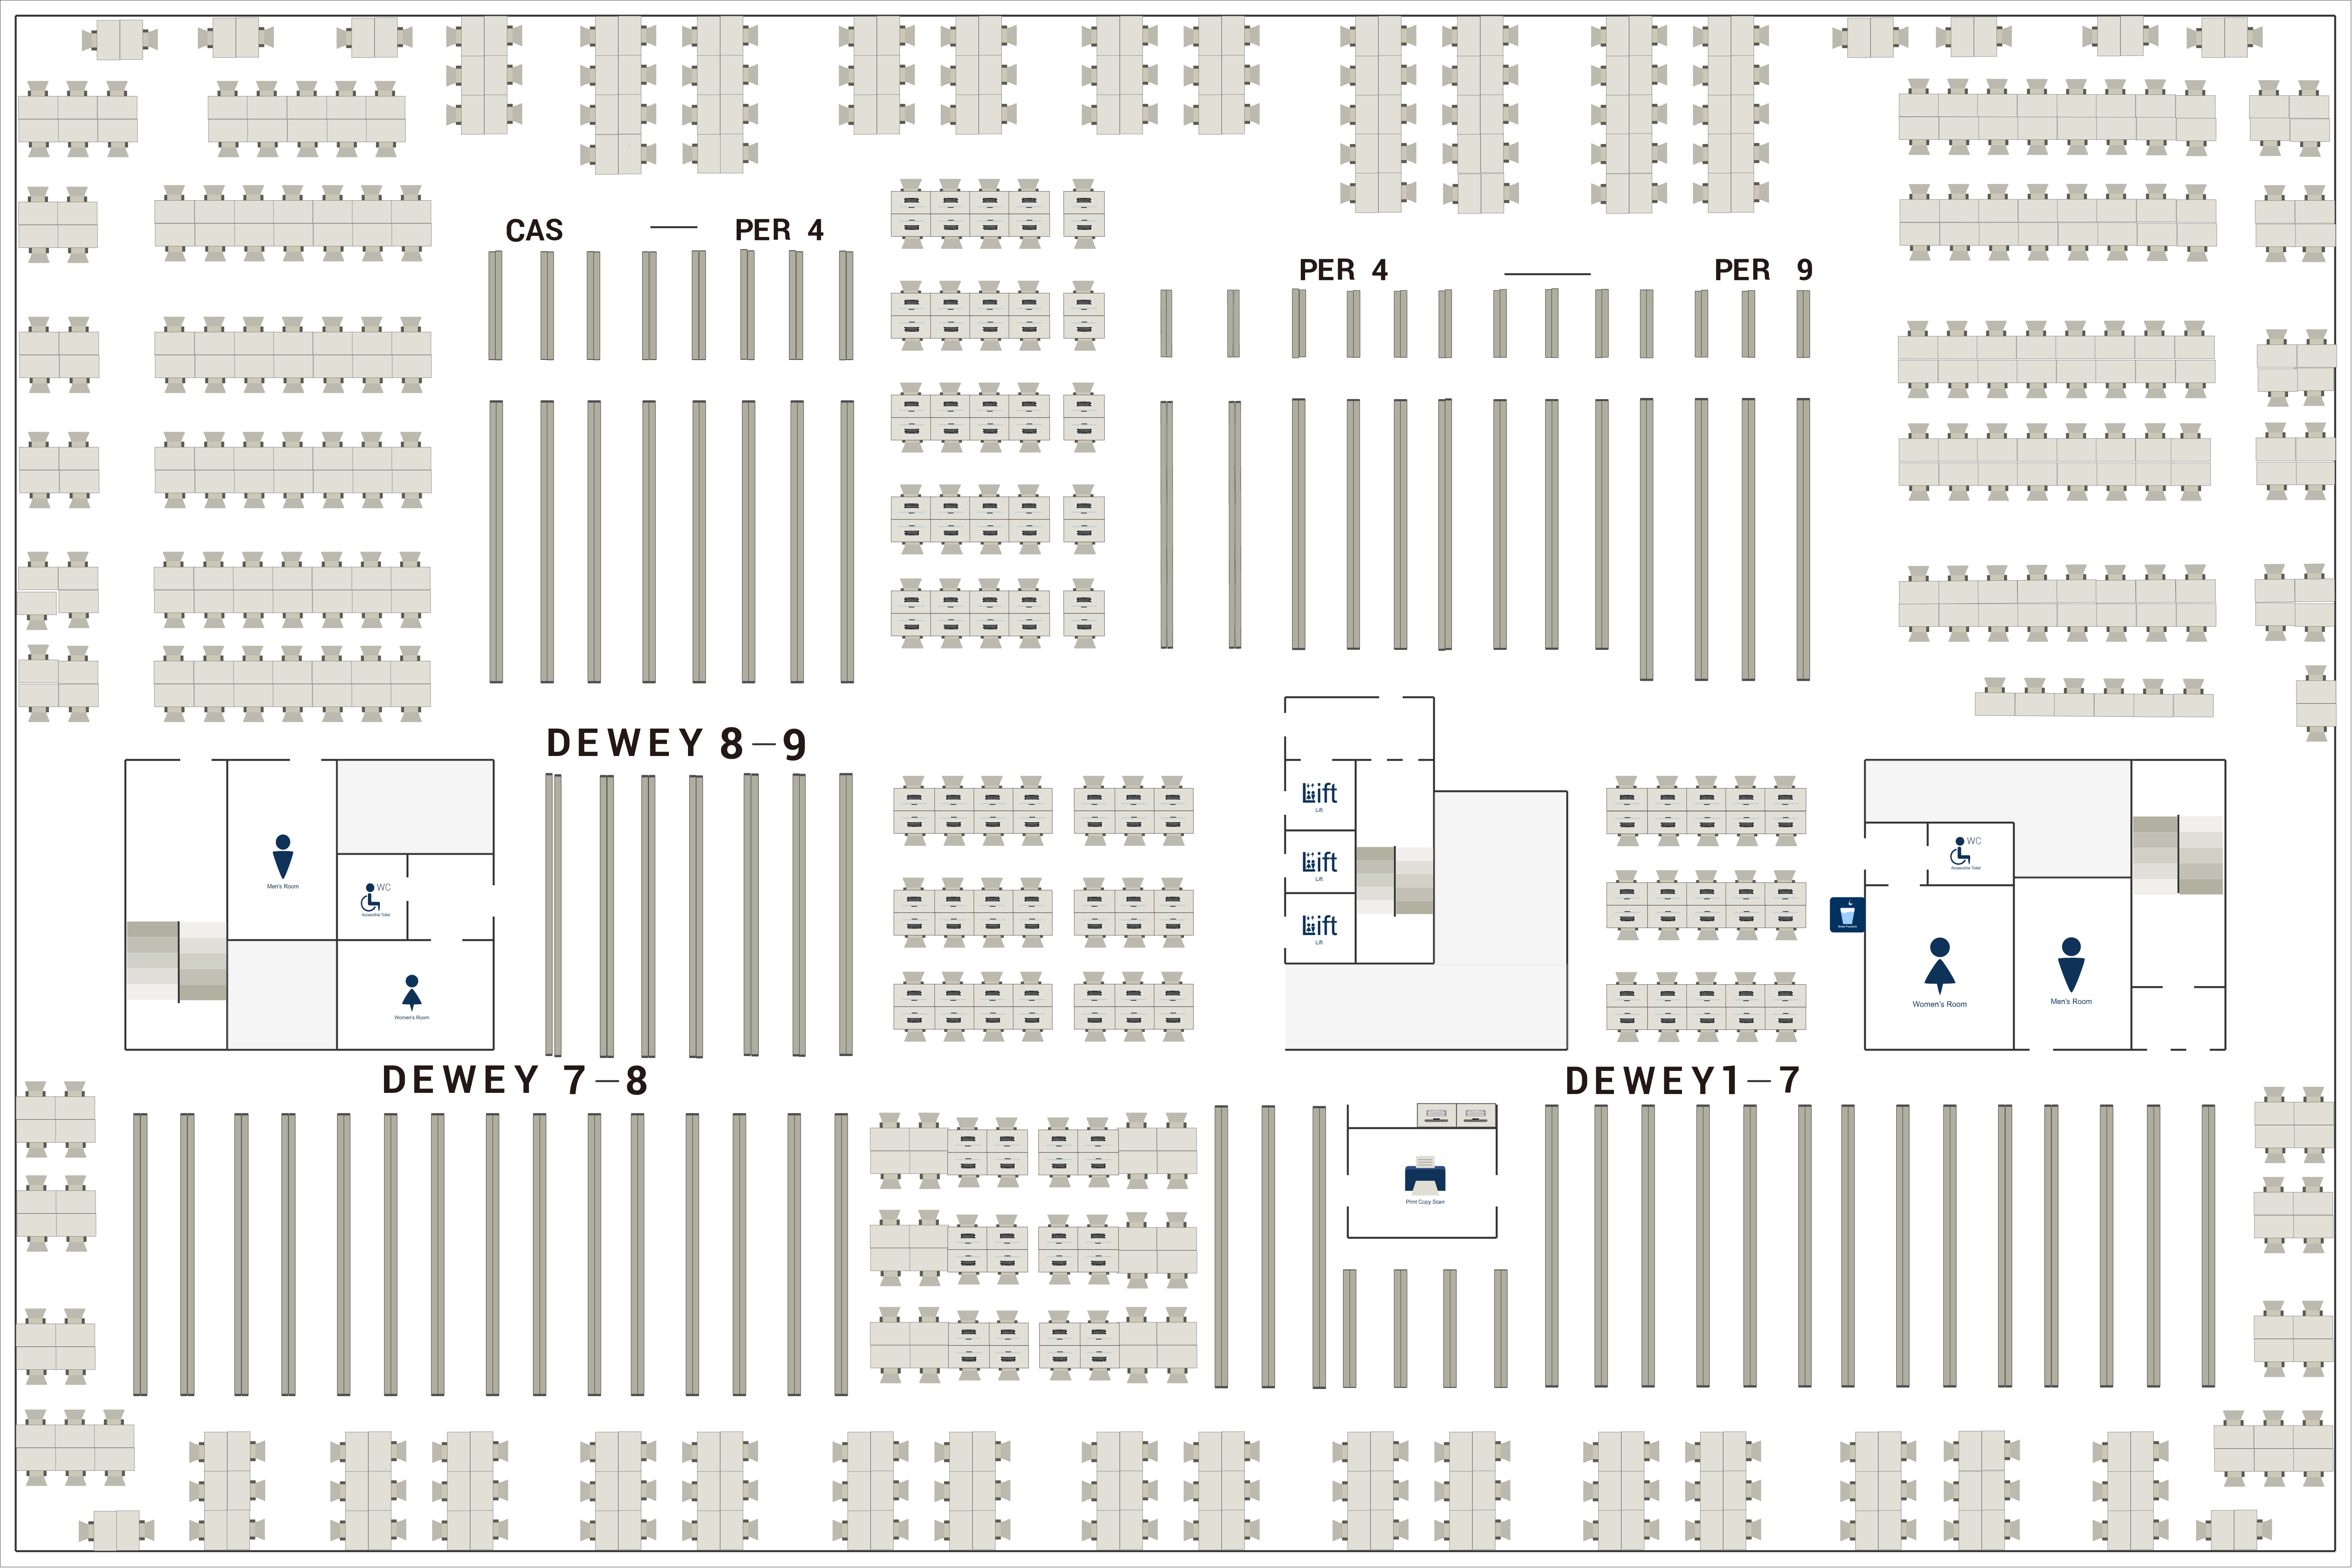 CAS — PER 4
PER 4 — PER 9
DEWEY 8–9
Lift
Lift
Men's Room
WC
Accessible Toilet
Women's Room
Lift
Lift
Lift
Lift
WC
Accessible Toilet
Water Fountain
Women's Room
Men's Room
DEWEY 7–8
DEWEY 1–7
Print Copy Scan